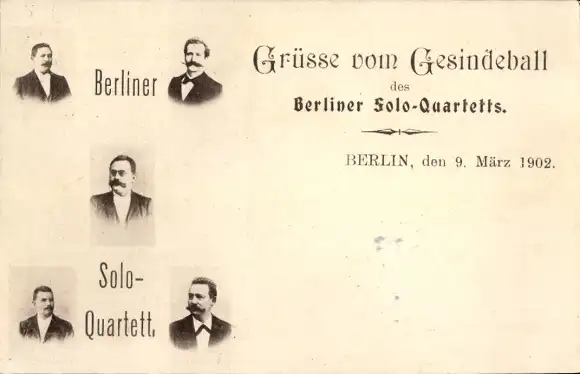 Berliner
Solo-
Quartett.
Grüsse vom Gesindeball
des
Berliner Solo-Quartetts.
BERLIN, den 9. März 1902.